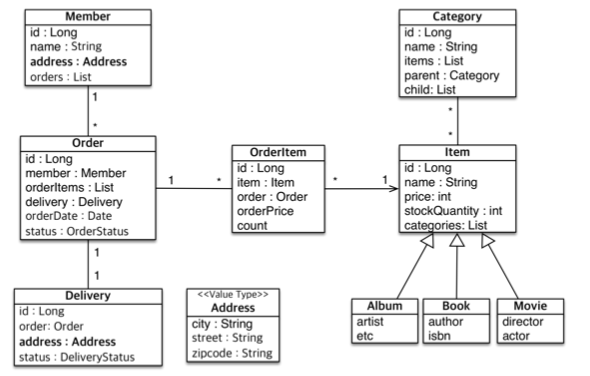 Member
id : Long
name : String
address : Address
orders : List
Category
id : Long
name : String
items : List
parent : Category
child: List
1
*
*
*
Order
id : Long
member : Member
orderItems : List
delivery : Delivery
orderDate : Date
status : OrderStatus
1
*
OrderItem
id : Long
item : Item
order : Order
orderPrice
count
*
1
Item
id : Long
name : String
price: int
stockQuantity : int
categories: List
1
1
Delivery
id : Long
order: Order
address : Address
status : DeliveryStatus
<<Value Type>>
Address
city : String
street : String
zipcode : String
Album
artist
etc
Book
author
isbn
Movie
director
actor